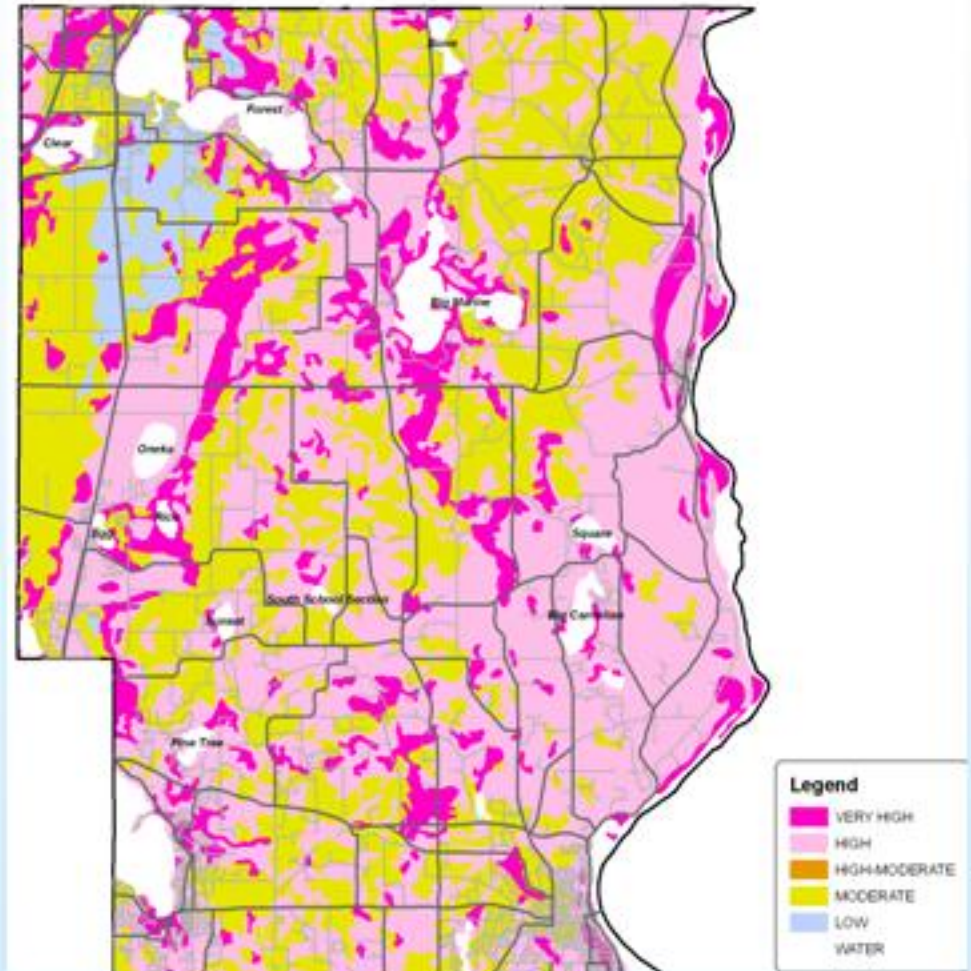 Forest
Clear
Big Marine
Oneka
Rice
Square
South School Section
Sunset
Big Carnelian
Pine Tree
Legend
VERY HIGH
HIGH
HIGH-MODERATE
MODERATE
LOW
WATER